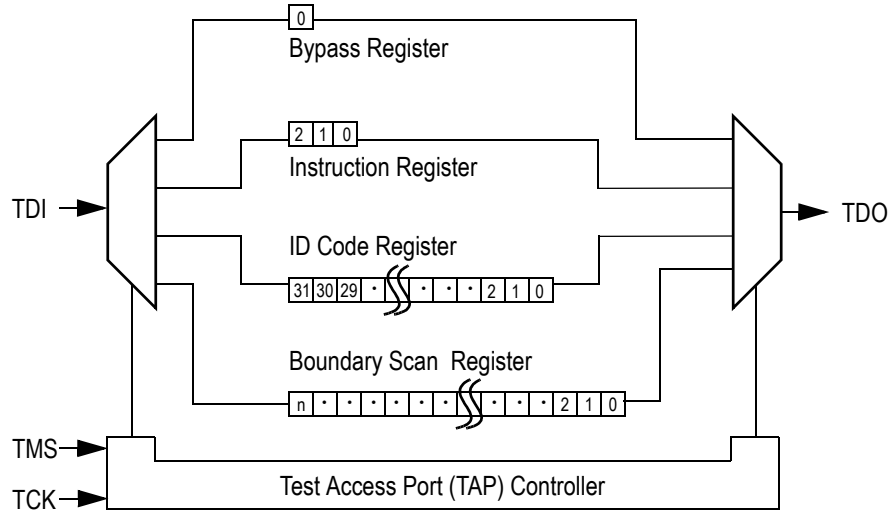 0
Bypass Register
2 1 0
Instruction Register
TDI
TDO
ID Code Register
31 30 29 · · · · 2 1 0
Boundary Scan Register
n · · · · · · · · · 2 1 0
TMS
Test Access Port (TAP) Controller
TCK